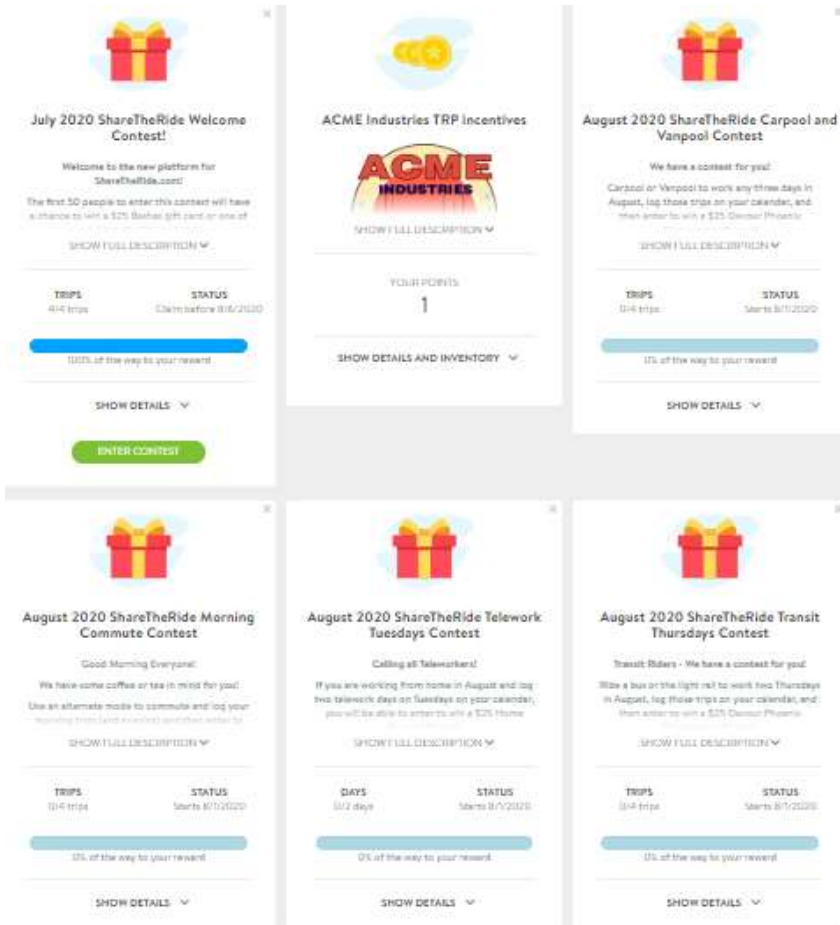 July 2020 ShareTheRide Welcome
Contest!
Welcome to the new platform for
ShareTheRide.com!
The first 50 people to enter this contest will have
a chance to win a $25 Bashas gift card or one of
SHOW FULL DESCRIPTION
TRIPS
4/4 trips
STATUS
Claim before 8/6/2020
100% of the way to your reward
SHOW DETAILS
ENTER CONTEST
ACME Industries TRP Incentives
ACME
INDUSTRIES
SHOW FULL DESCRIPTION
YOUR POINTS
1
SHOW DETAILS AND INVENTORY
August 2020 ShareTheRide Carpool and
Vanpool Contest
We have a contest for you!
Carpool or Vanpool to work any three days in
August, log those trips on your calendar, and
then enter to win a $25 Devour Phoenix
SHOW FULL DESCRIPTION
TRIPS
trips
STATUS
Starts 8/1/2020
0% of the way to your reward
SHOW DETAILS
August 2020 ShareTheRide Morning
Commute Contest
Good Morning Everyone!
We have some coffee or tea in mind for you!
Use an alternate mode to commute and log your
morning trips (and evening) and then enter to
SHOW FULL DESCRIPTION
TRIPS
0/4 trips
STATUS
Starts 8/1/2020
0% of the way to your reward
SHOW DETAILS
August 2020 ShareTheRide Telework
Tuesdays Contest
Calling all Teleworkers!
If you are working from home in August and log
two telework days on Tuesdays on your calendar,
you will be able to enter to win a $25 Home
SHOW FULL DESCRIPTION
DAYS
0/2 days
STATUS
Starts 8/1/2020
0% of the way to your reward
SHOW DETAILS
August 2020 ShareTheRide Transit
Thursdays Contest
Transit Riders - We have a contest for you!
Ride a bus or the light rail to work two Thursdays
in August, log those trips on your calendar, and
then enter to win a $25 Devour Phoenix
SHOW FULL DESCRIPTION
TRIPS
0/4 trips
STATUS
Starts 8/1/2020
0% of the way to your reward
SHOW DETAILS